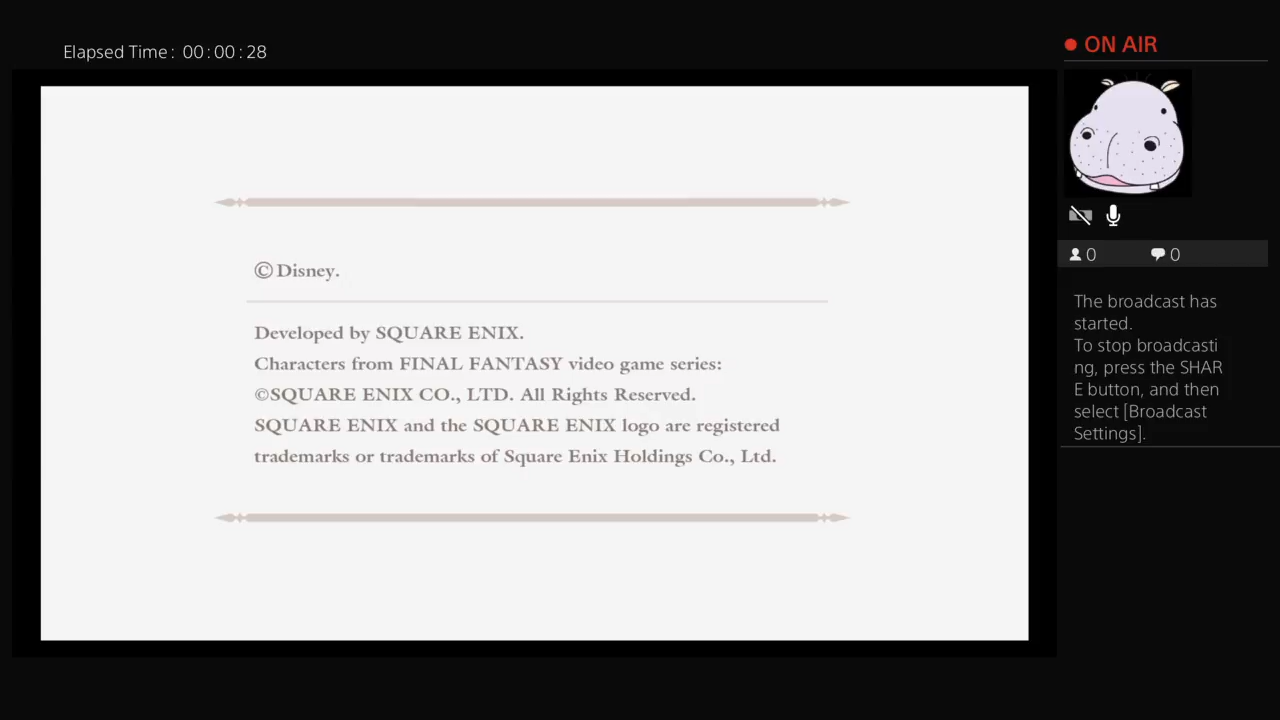 Elapsed Time: 00:00:28
ON AIR
0 0
The broadcast has
started.
To stop broadcasti
ng, press the SHAR
E button, and then
select [Broadcast
Settings].
©Disney.
Developed by SQUARE ENIX.
Characters from FINAL FANTASY video game series:
©SQUARE ENIX CO., LTD. All Rights Reserved.
SQUARE ENIX and the SQUARE ENIX logo are registered
trademarks or trademarks of Square Enix Holdings Co., Ltd.